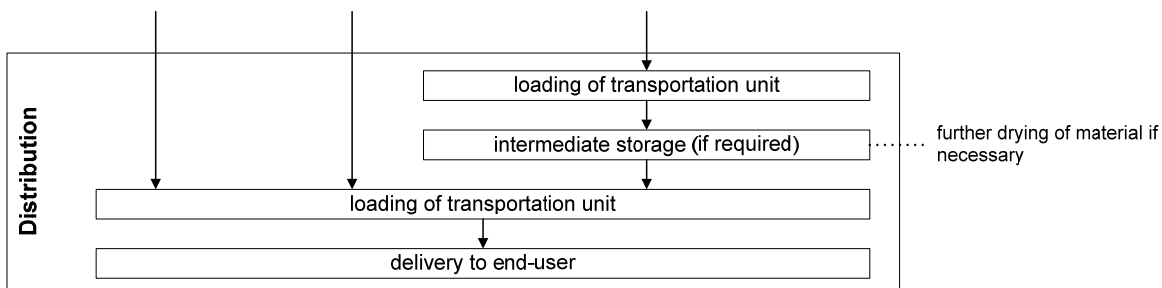 loading of transportation unit
intermediate storage (if required)
further drying of material if
necessary
Distribution
loading of transportation unit
delivery to end-user